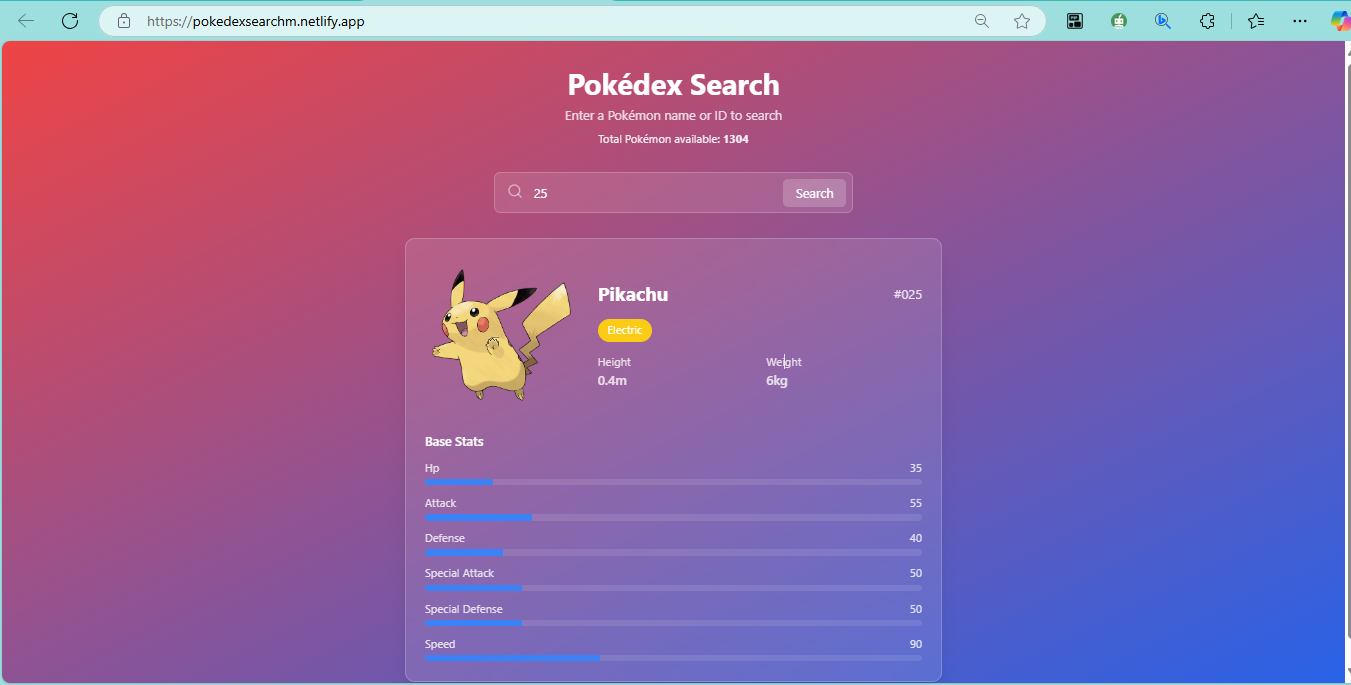 https://pokedexsearchm.netlify.app
Pokédex Search
Enter a Pokémon name or ID to search
Total Pokémon available: 1304
25 Search
Pikachu #025
Electric
Height Weight
0.4m 6kg
Base Stats
Hp 35
Attack 55
Defense 40
Special Attack 50
Special Defense 50
Speed 90